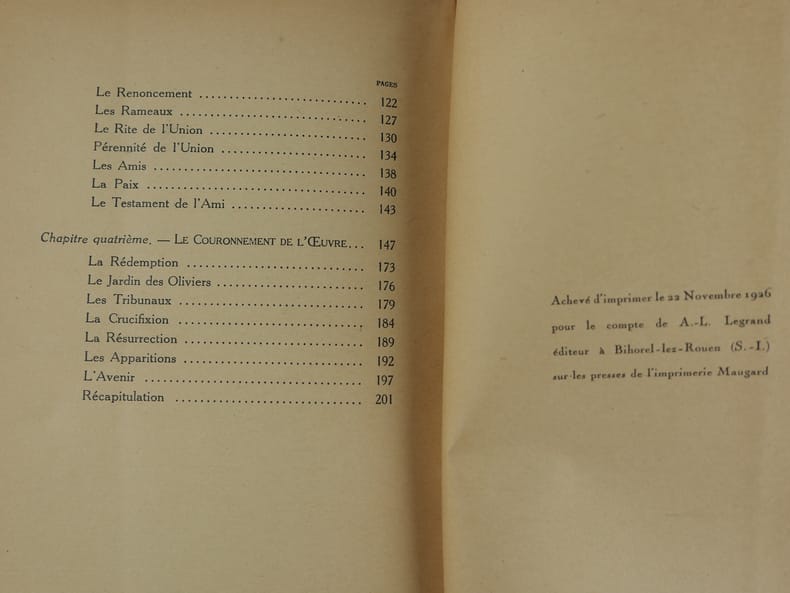 PAGES
Le Renoncement ........................... 122
Les Rameaux .............................. 127
Le Rite de l'Union ......................... 130
Pérennité de l'Union ....................... 134
Les Amis .................................. 138
La Paix ................................... 140
Le Testament de l'Ami ..................... 143
Chapitre quatrième. — LE COURONNEMENT DE L'ŒUVRE... 147
La Rédemption ............................ 173
Le Jardin des Oliviers ....................... 176
Les Tribunaux ............................. 179
La Crucifixion ............................. 184
La Résurrection ............................ 189
Les Apparitions ............................ 192
L'Avenir .................................. 197
Récapitulation ............................. 201
Achevé d'imprimer le 22 Novembre 1926
pour le compte de A.-L. Legrand
éditeur à Bihorel-lez-Rouen (S.-I.)
sur les presses de l'imprimerie Maugard